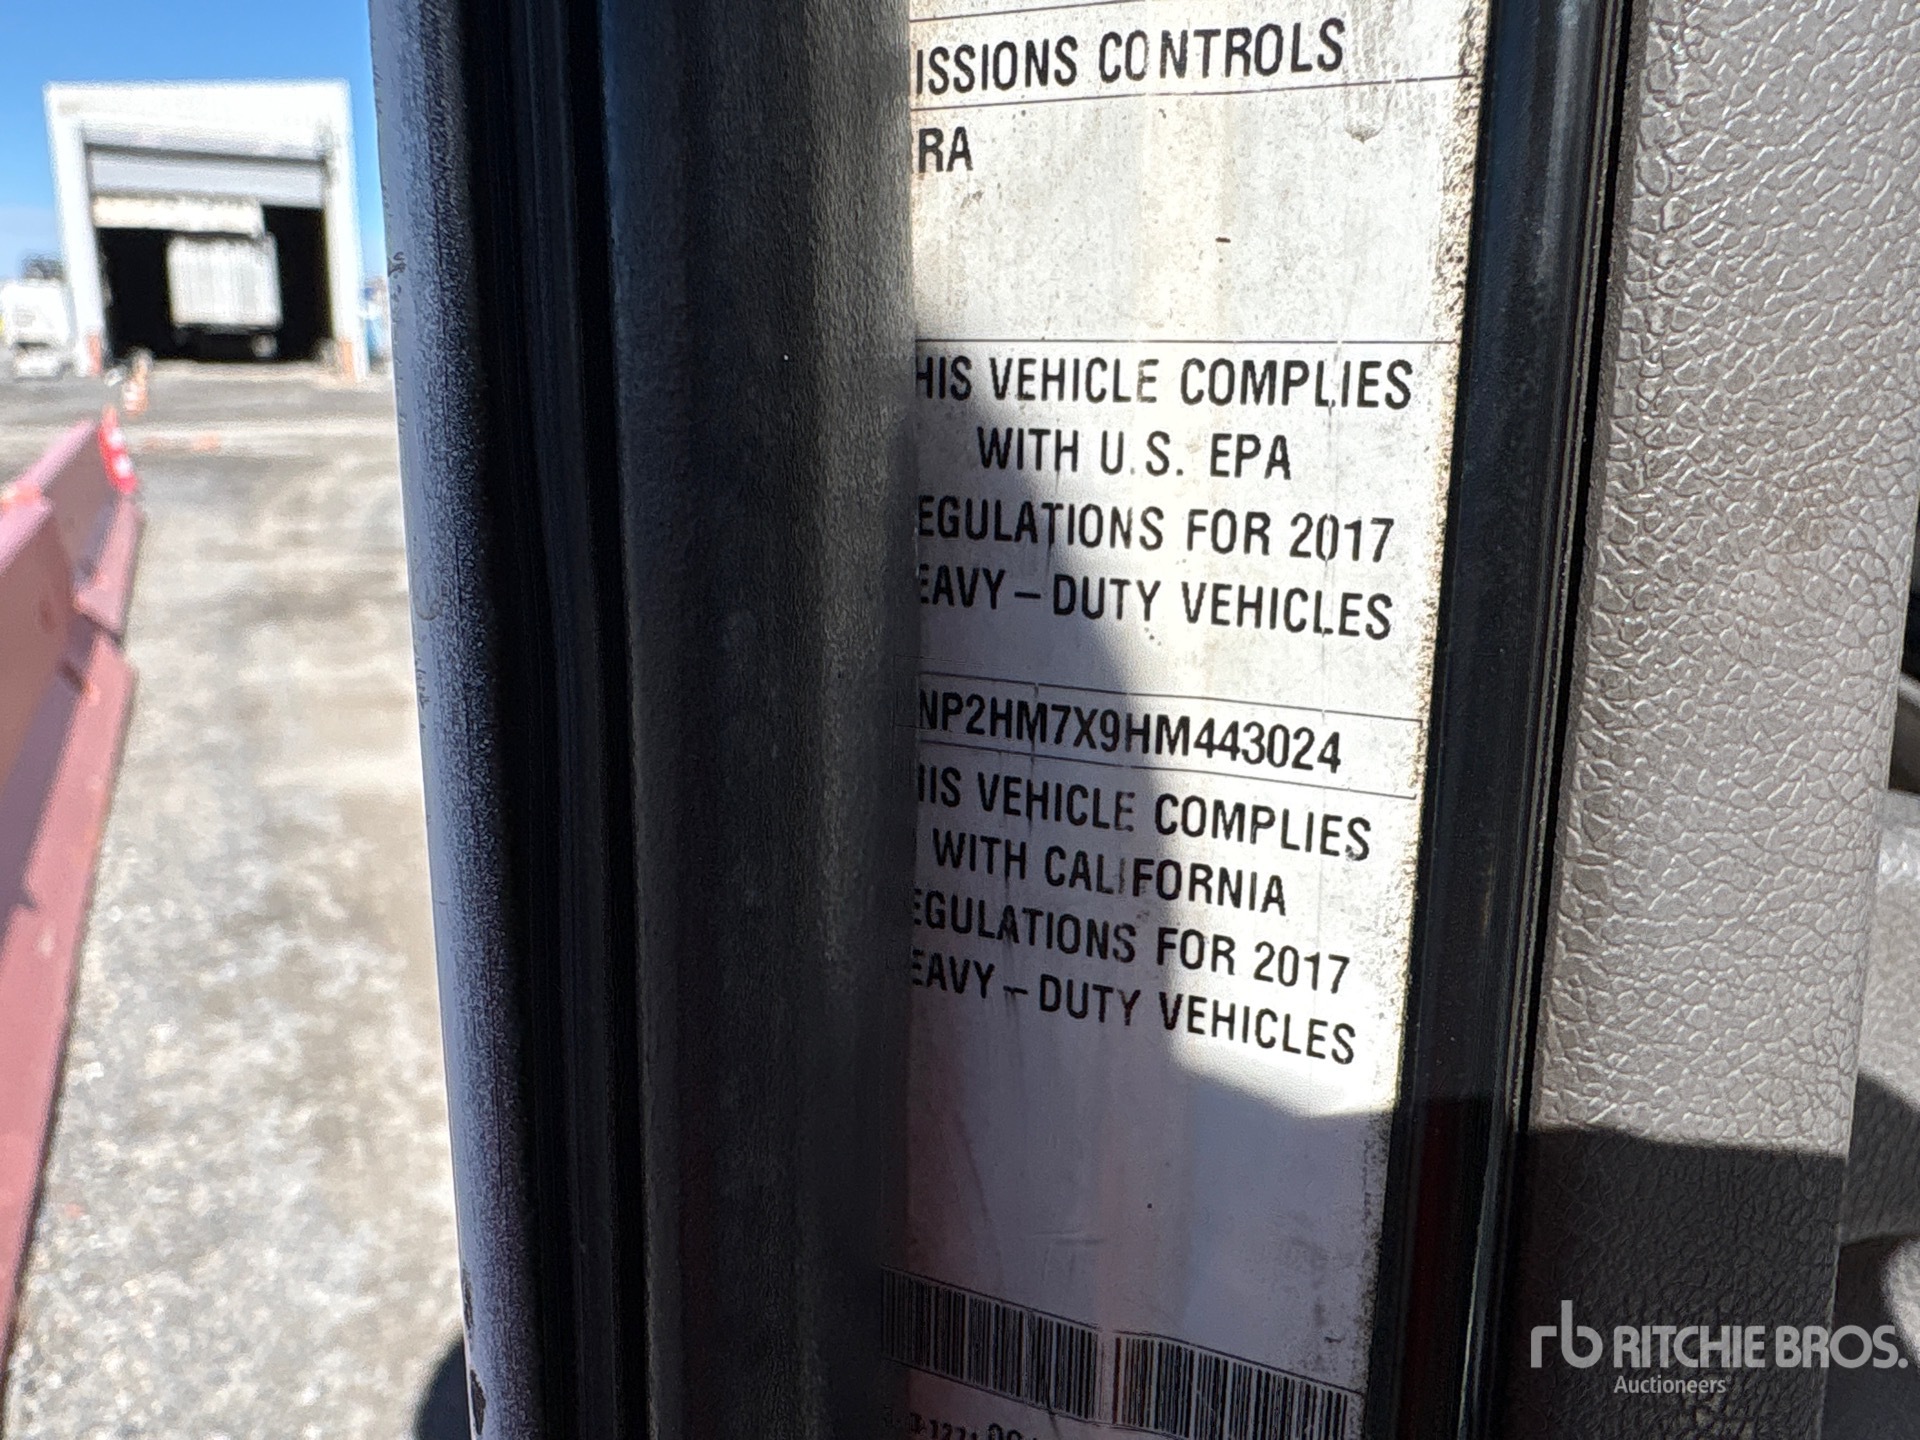 ISSIONS CONTROLS
RA
HIS VEHICLE COMPLIES
WITH U.S. EPA
EGULATIONS FOR 2017
EAVY-DUTY VEHICLES
NP2HM7X9HM443024
HIS VEHICLE COMPLIES
WITH CALIFORNIA
EGULATIONS FOR 2017
EAVY-DUTY VEHICLES
rb RITCHIE BROS.
Auctioneers